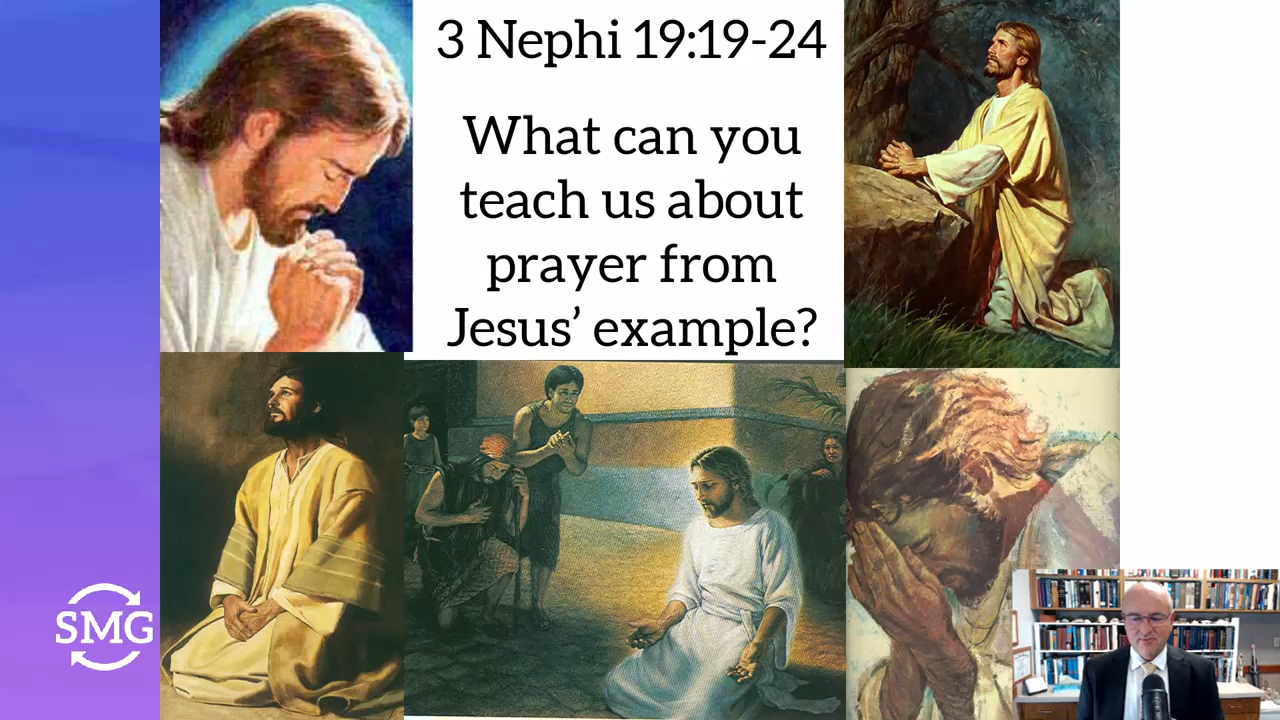 3 Nephi 19:19-24
What can you
teach us about
prayer from
Jesus’ example?
SMG